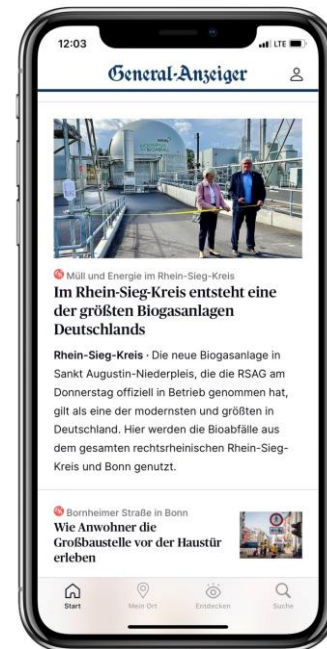 12:03
LTE
General-Anzeiger
Müll und Energie im Rhein-Sieg-Kreis
Im Rhein-Sieg-Kreis entsteht eine
der größten Biogasanlagen
Deutschlands
Rhein-Sieg-Kreis · Die neue Biogasanlage in
Sankt Augustin-Niederpleis, die die RSAG am
Donnerstag offiziell in Betrieb genommen hat,
gilt als eine der modernsten und größten in
Deutschland. Hier werden die Bioabfälle aus
dem gesamten rechtsrheinischen Rhein-Sieg-
Kreis und Bonn genutzt.
Bornheimer Straße in Bonn
Wie Anwohner die
Großbaustelle vor der Haustür
erleben
Start
Mein Ort
Entdecken
Suche